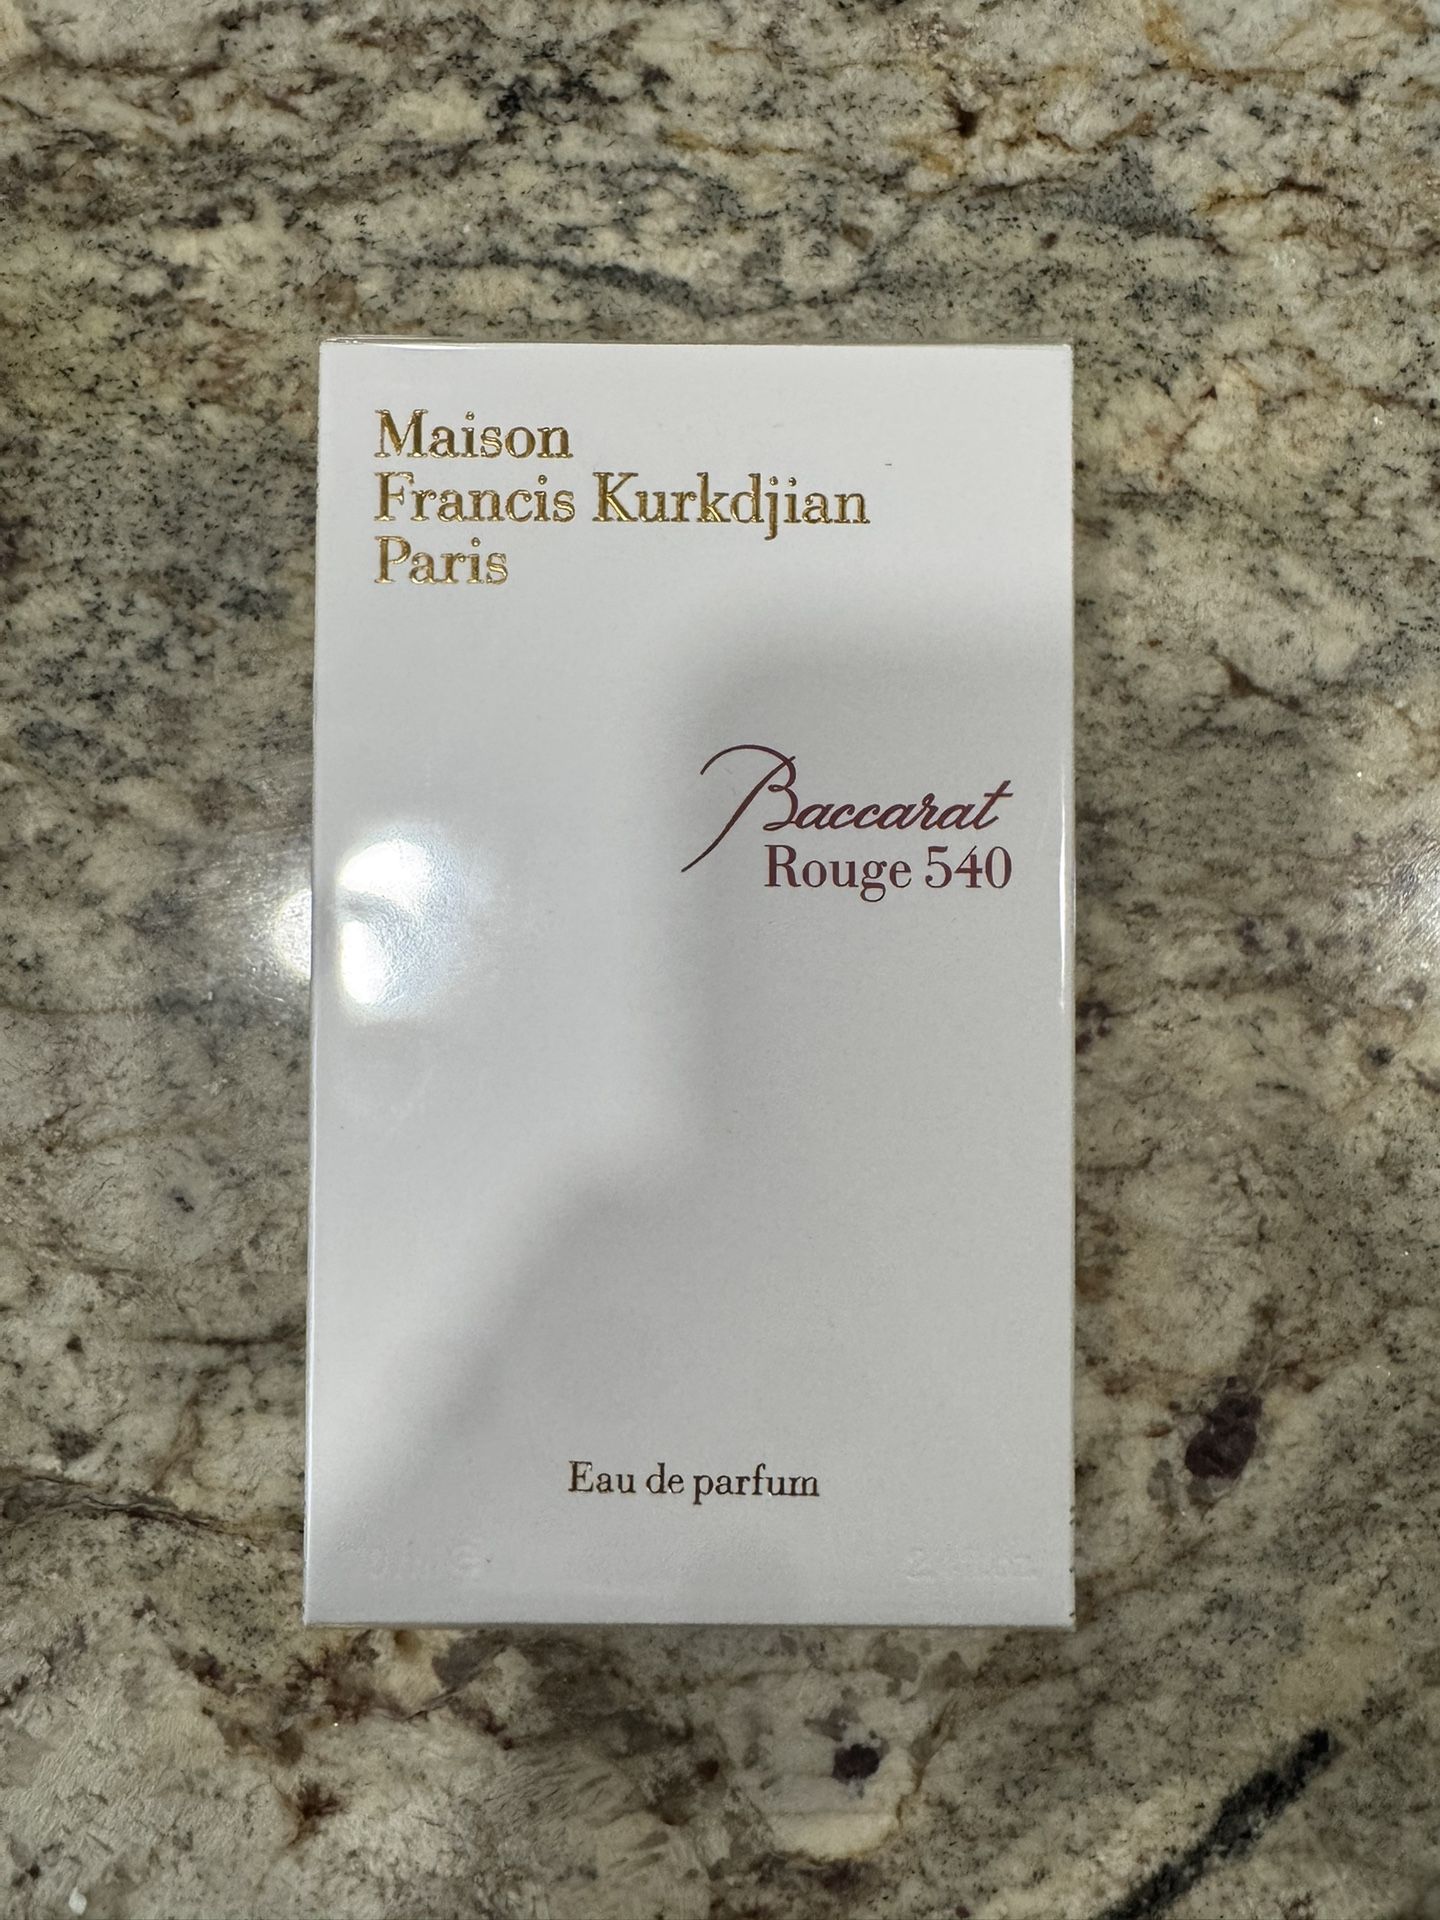 Maison
Francis Kurkdjian
Paris
Baccarat
Rouge 540
Eau de parfum